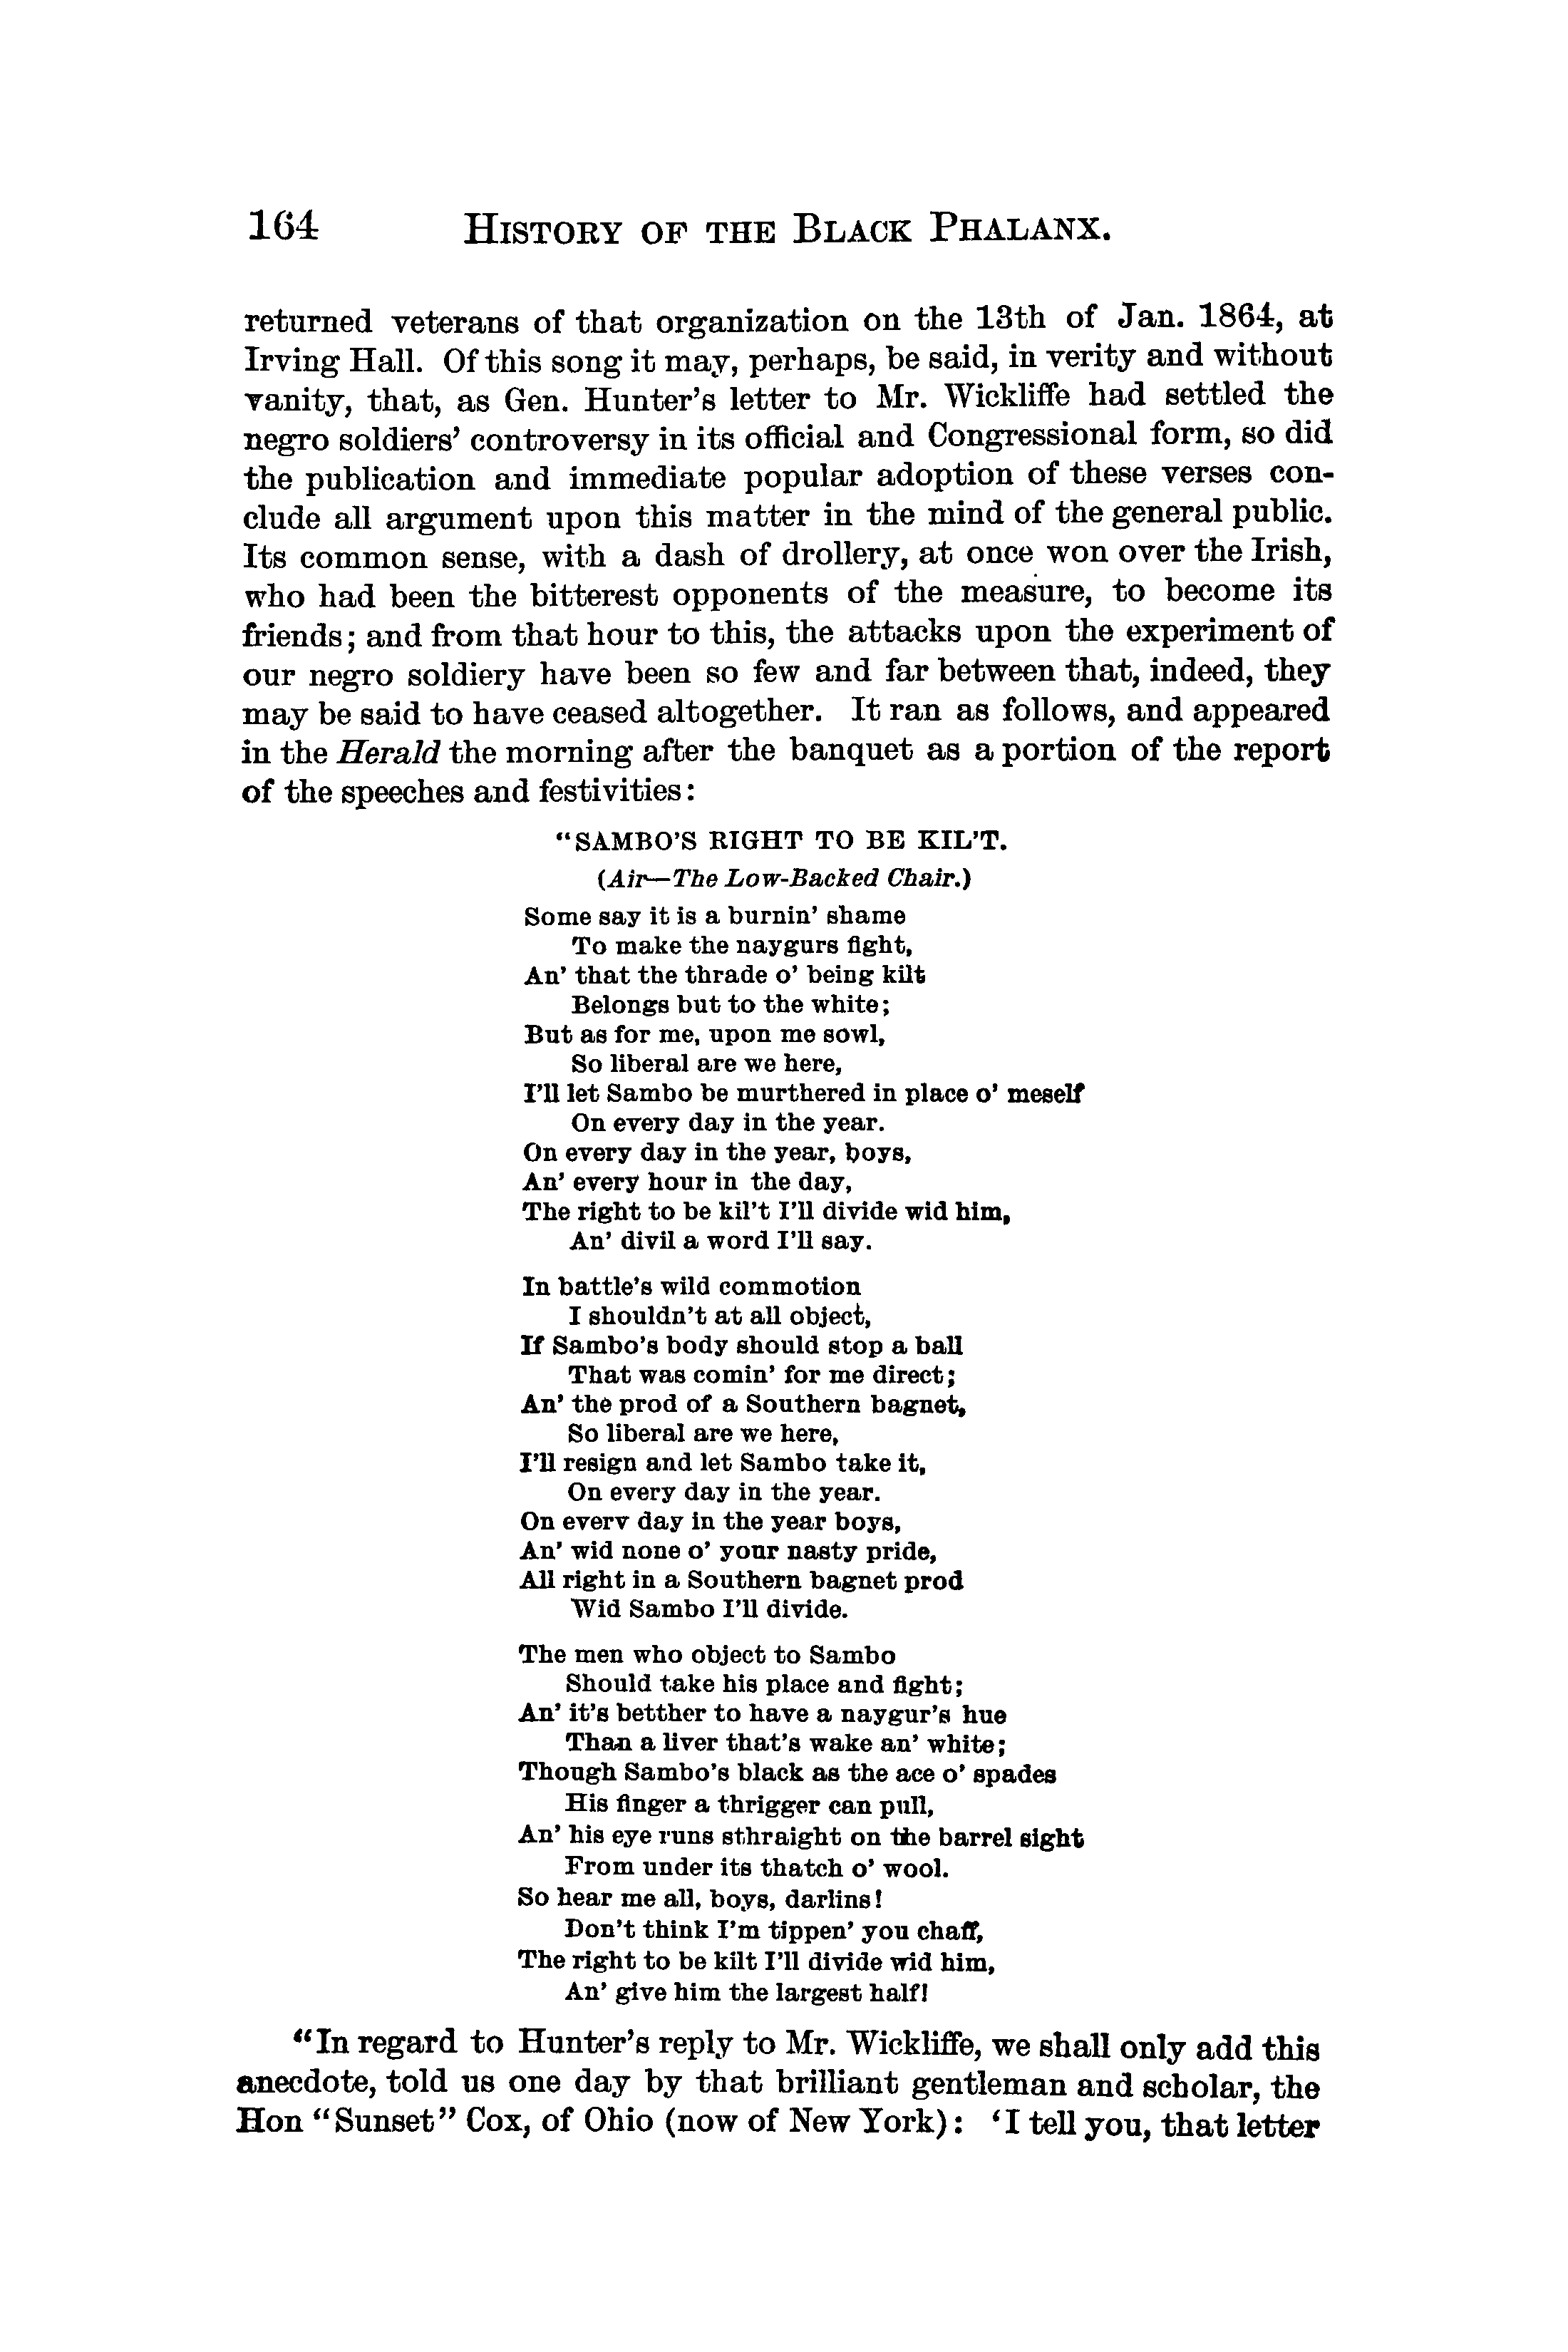 164 HISTORY OF THE BLACK PHALANX.
returned veterans of that organization on the 13th of Jan. 1864, at
Irving Hall. Of this song it may, perhaps, be said, in verity and without
vanity, that, as Gen. Hunter's letter to Mr. Wickliffe had settled the
negro soldiers' controversy in its official and Congressional form, so did
the publication and immediate popular adoption of these verses con-
clude all argument upon this matter in the mind of the general public.
Its common sense, with a dash of drollery, at once won over the Irish,
who had been the bitterest opponents of the measure, to become its
friends; and from that hour to this, the attacks upon the experiment of
our negro soldiery have been so few and far between that, indeed, they
may be said to have ceased altogether. It ran as follows, and appeared
in the Herald the morning after the banquet as a portion of the report
of the speeches and festivities:
"SAMBO'S RIGHT TO BE KIL'T.
(Air—The Low-Backed Chair.)
Some say it is a burnin' shame
To make the naygurs fight,
An' that the thrade o' being kilt
Belongs but to the white;
But as for me, upon me sowl,
So liberal are we here,
I'll let Sambo be murthered in place o' meself
On every day in the year.
On every day in the year, boys,
An' every hour in the day,
The right to be kil't I'll divide wid him,
An' divil a word I'll say.
In battle's wild commotion
I shouldn't at all object,
If Sambo's body should stop a ball
That was comin' for me direct;
An' the prod of a Southern bagnet,
So liberal are we here,
I'll resign and let Sambo take it,
On every day in the year.
On every day in the year boys,
An' wid none o' your nasty pride,
All right in a Southern bagnet prod
Wid Sambo I'll divide.
The men who object to Sambo
Should take his place and fight;
An' it's betther to have a naygur's hue
Than a liver that's wake an' white;
Though Sambo's black as the ace o' spades
His finger a thrigger can pull,
An' his eye runs sthraight on the barrel sight
From under its thatch o' wool.
So hear me all, boys, darlins!
Don't think I'm tippen' you chaff,
The right to be kilt I'll divide wid him,
An' give him the largest half!
"In regard to Hunter's reply to Mr. Wickliffe, we shall only add this
anecdote, told us one day by that brilliant gentleman and scholar, the
Hon "Sunset" Cox, of Ohio (now of New York): 'I tell you, that letter